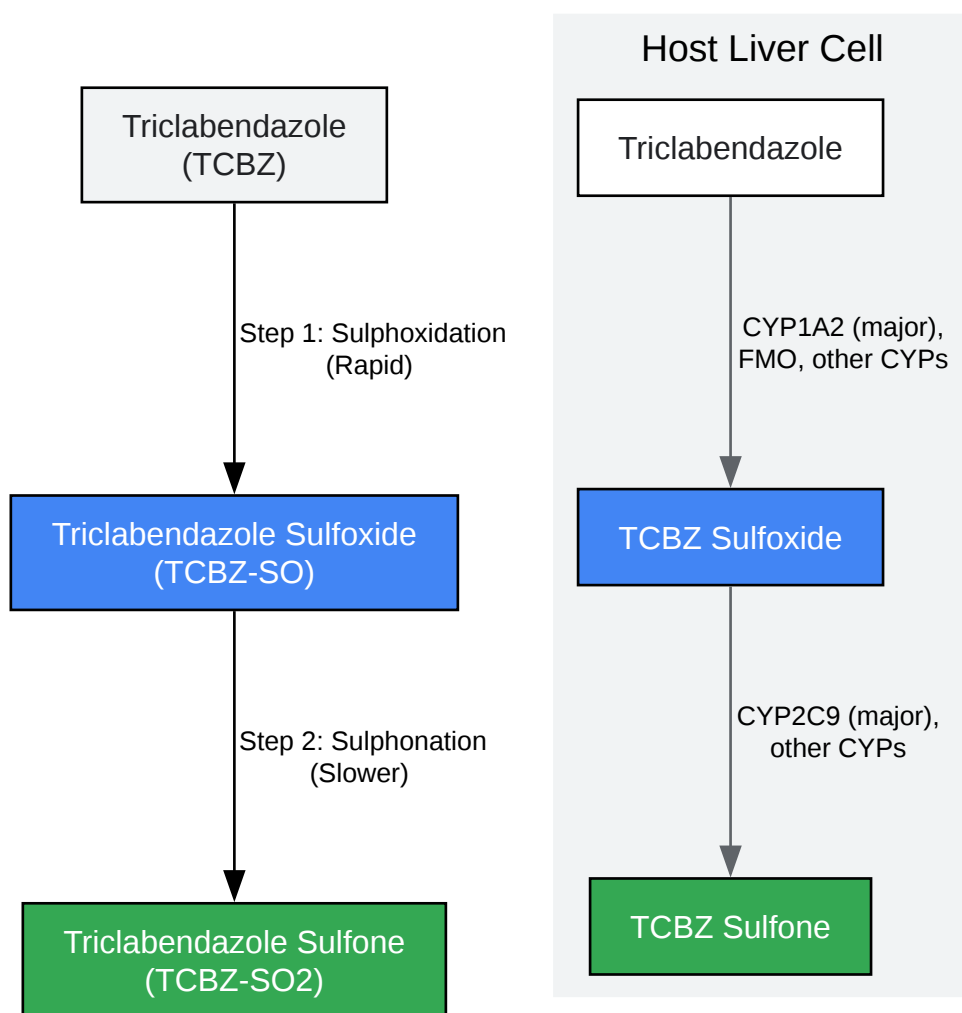 Triclabendazole
(TCBZ)
Step 1: Sulphoxidation
(Rapid)
Triclabendazole Sulfoxide
(TCBZ-SO)
Step 2: Sulphonation
(Slower)
Triclabendazole Sulfone
(TCBZ-SO2)
Host Liver Cell
Triclabendazole
CYP1A2 (major),
FMO, other CYPs
TCBZ Sulfoxide
CYP2C9 (major),
other CYPs
TCBZ Sulfone